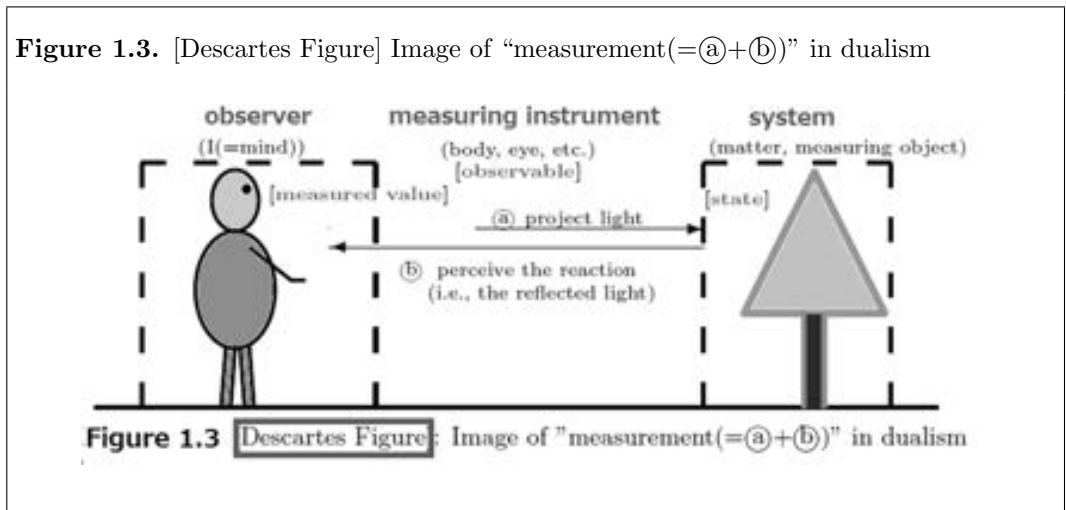 Figure 1.3. [Descartes Figure] Image of “measurement(=ⓐ+ⓑ)” in dualism
observer measuring instrument system
(I(=mind)) (body, eye, etc.) (matter, measuring object)
[observable]
[measured value] [state]
ⓐ project light
ⓑ perceive the reaction
(i.e., the reflected light)
Figure 1.3 Descartes Figure: Image of ”measurement(=ⓐ+ⓑ)” in dualism